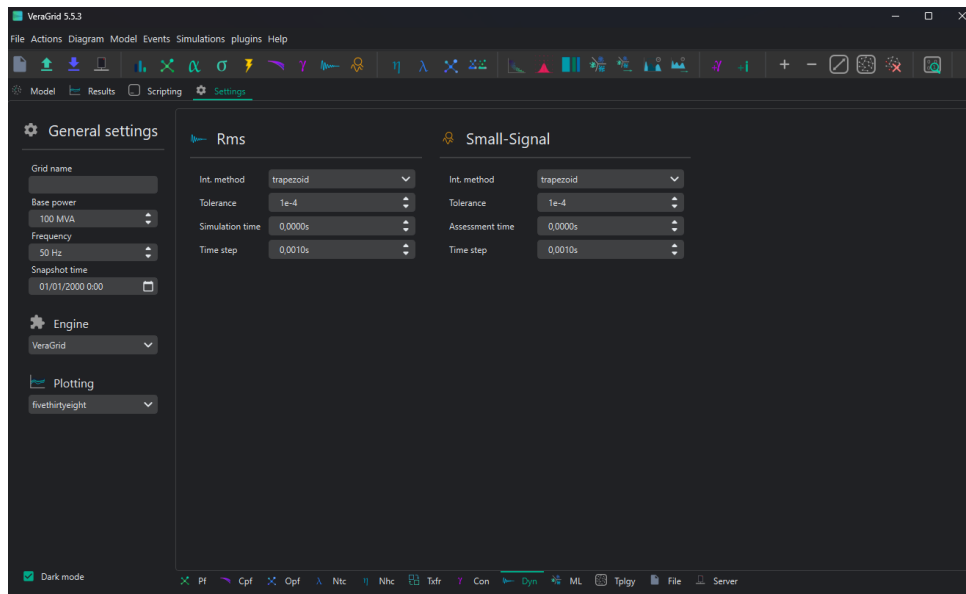 VeraGrid 5.5.3
File Actions Diagram Model Events Simulations plugins Help
α σ γ η λ γ +i + −
Model Results Scripting Settings
General settings
Grid name
Base power
100 MVA
Frequency
50 Hz
Snapshot time
01/01/2000 0:00
Engine
VeraGrid
Plotting
fivethirtyeight
Dark mode
Rms
Int. method trapezoid
Tolerance 1e-4
Simulation time 0,0000s
Time step 0,0010s
Small-Signal
Int. method trapezoid
Tolerance 1e-4
Assessment time 0,0000s
Time step 0,0010s
Pf Cpf Opf λ Ntc η Nhc Txfr γ Con Dyn ML Tplgy File Server